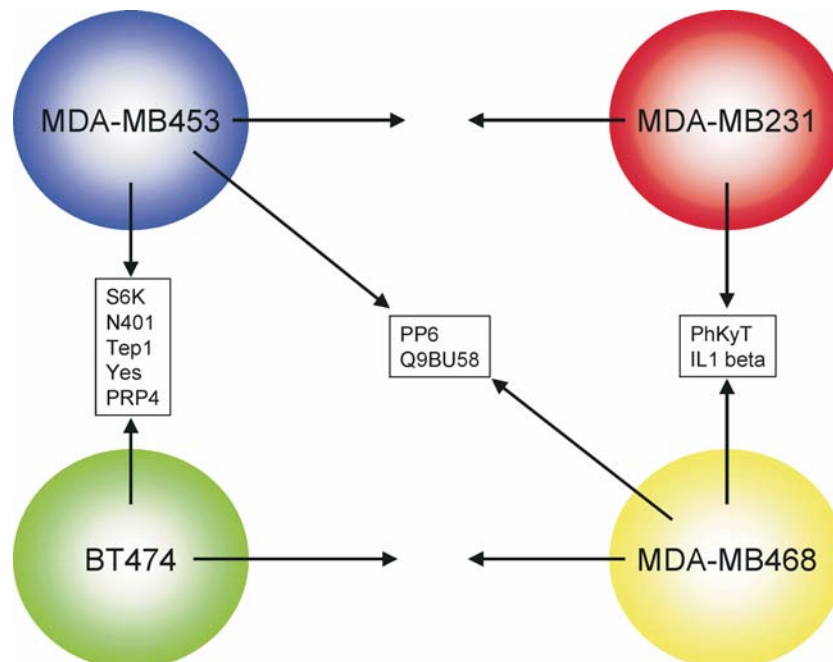 MDA-MB453
MDA-MB231
S6K
N401
Tep1
Yes
PRP4
PP6
Q9BU58
PhKyT
IL1 beta
BT474
MDA-MB468